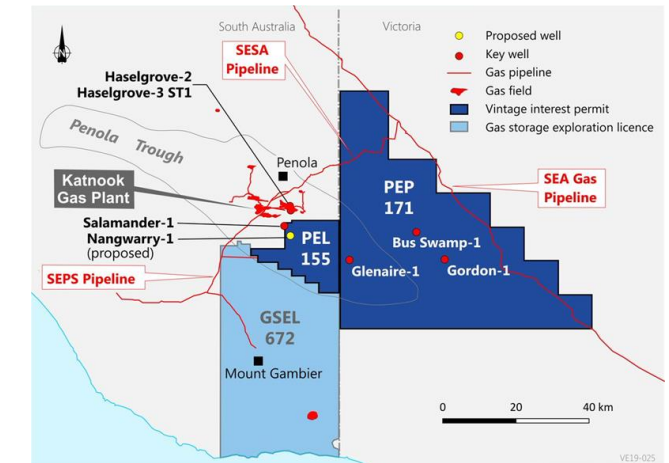 South Australia
Victoria
SESA
Pipeline
Proposed well
Key well
Gas pipeline
Gas field
Vintage interest permit
Gas storage exploration licence
Haselgrove-2
Haselgrove-3 ST1
Penola Trough
Penola
Katnook
Gas Plant
SEA Gas
Pipeline
PEP
171
Salamander-1
Nangwarry-1
(proposed)
PEL
155
Bus Swamp-1
Glenaire-1
Gordon-1
SEPS Pipeline
GSEL
672
Mount Gambier
0
20
40 km
VE19-025